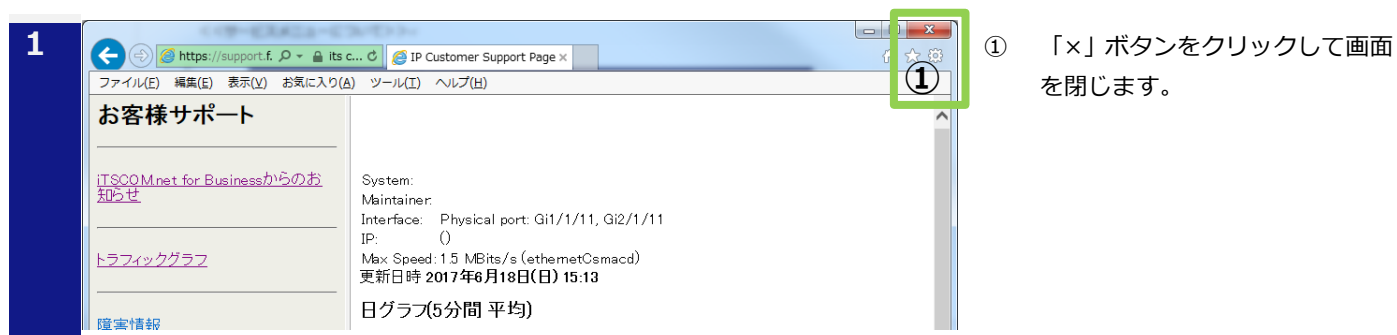 1
https://support.f.
its c...
IP Customer Support Page
①
ファイル(F) 編集(E) 表示(V) お気に入り(A) ツール(T) ヘルプ(H)
お客様サポート
iTSCOM.net for Businessからのお
知らせ
トラフィックグラフ
障害情報
System:
Maintainer:
Interface: Physical port: Gi1/1/11, Gi2/1/11
IP: ()
Max Speed: 1.5 MBits/s (ethernetCsmacd)
更新日時 2017年6月18日(日) 15:13
日グラフ(5分間 平均)
① 「×」ボタンをクリックして画面
を閉じます。